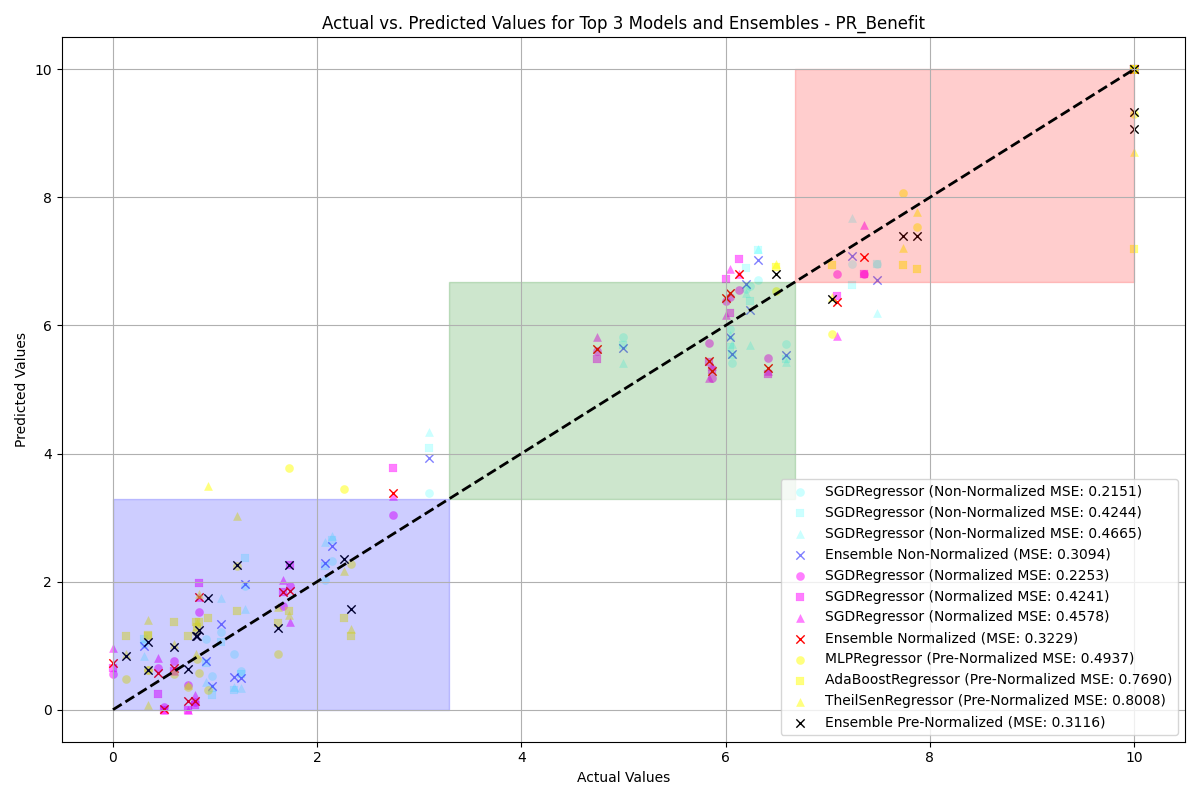 Actual vs. Predicted Values for Top 3 Models and Ensembles - PR_Benefit
Predicted Values
10
8
6
4
2
0
SGDRegressor (Non-Normalized MSE: 0.2151)
SGDRegressor (Non-Normalized MSE: 0.4244)
SGDRegressor (Non-Normalized MSE: 0.4665)
Ensemble Non-Normalized (MSE: 0.3094)
SGDRegressor (Normalized MSE: 0.2253)
SGDRegressor (Normalized MSE: 0.4241)
SGDRegressor (Normalized MSE: 0.4578)
Ensemble Normalized (MSE: 0.3229)
MLPRegressor (Pre-Normalized MSE: 0.4937)
AdaBoostRegressor (Pre-Normalized MSE: 0.7690)
TheilSenRegressor (Pre-Normalized MSE: 0.8008)
Ensemble Pre-Normalized (MSE: 0.3116)
0 2 4 6 8 10
Actual Values